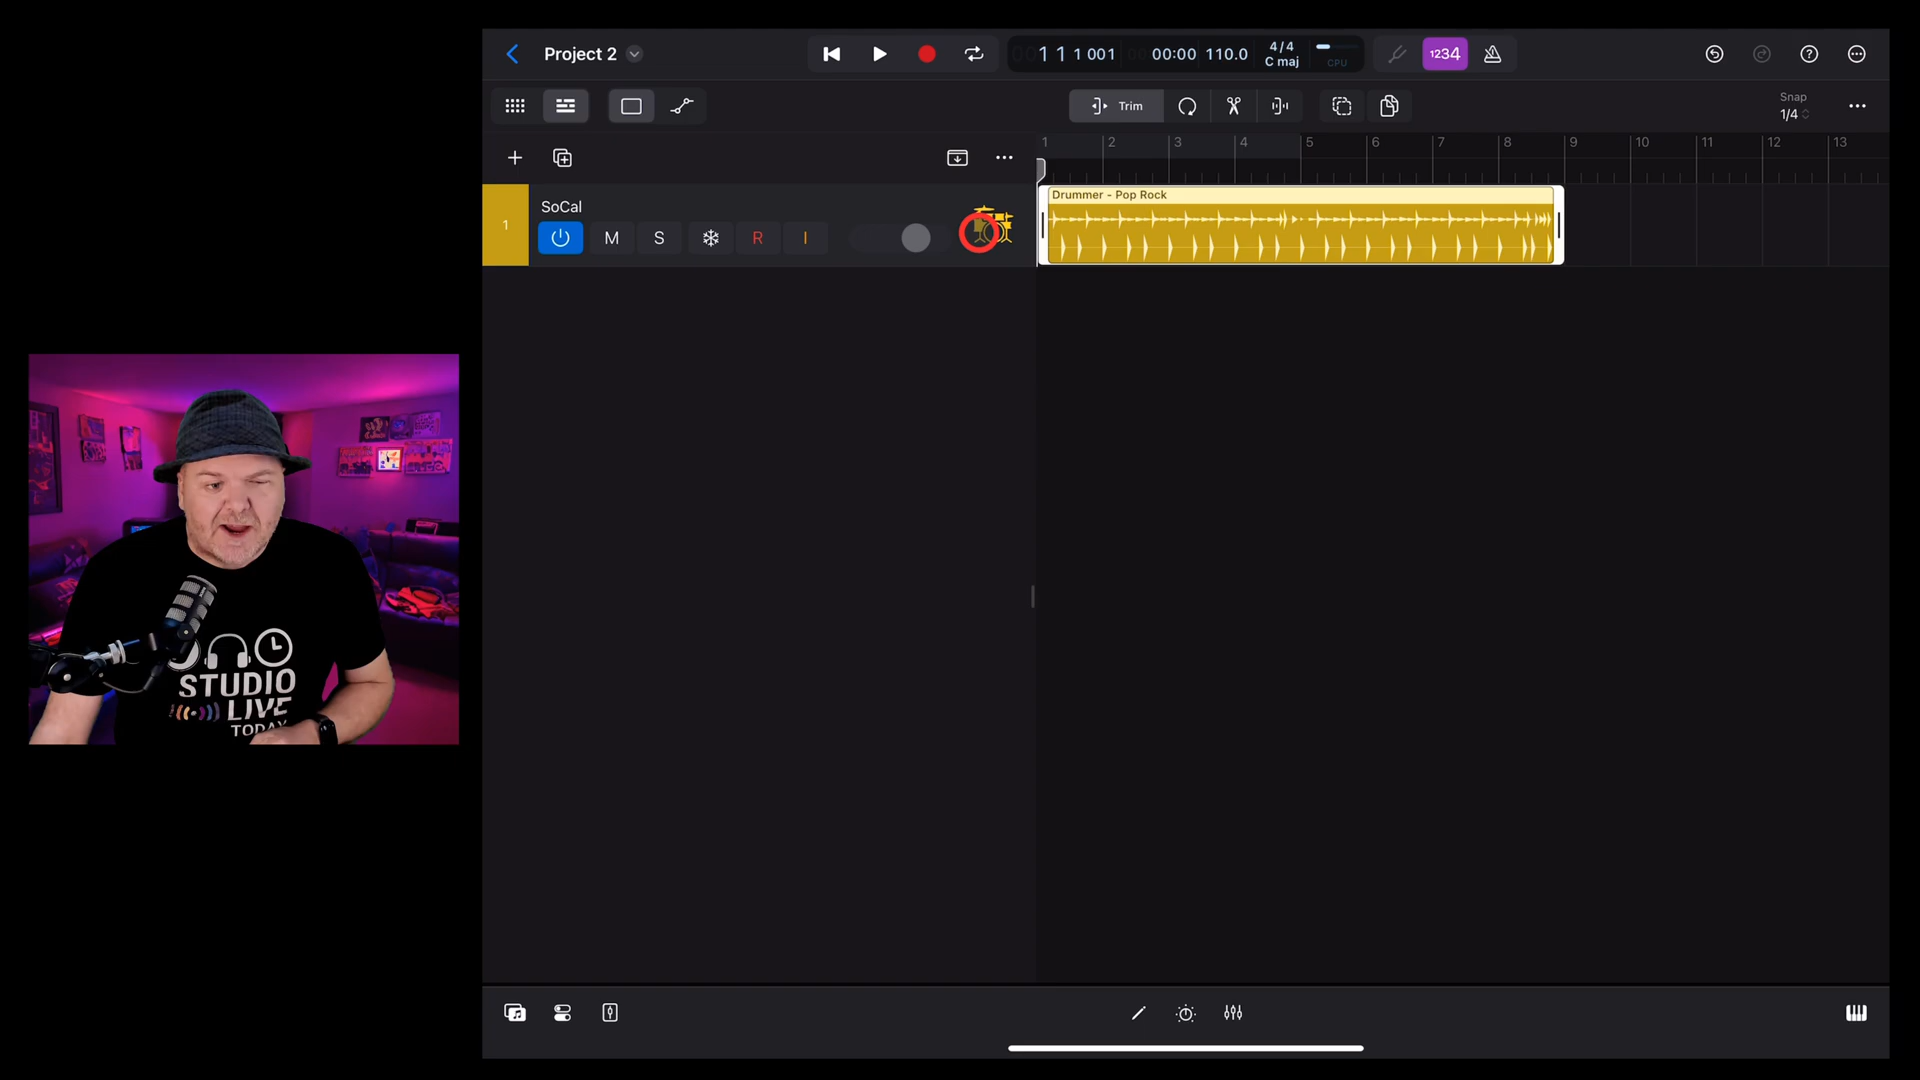 Project 2
1 1 1 001
00:00
110.0
4/4
C maj
CPU
1234
Trim
Snap
1/4
1 2 3 4 5 6 7 8 9 10 11 12 13
1
SoCal
M S R I
Drummer - Pop Rock
STUDIO
LIVE
TODAY